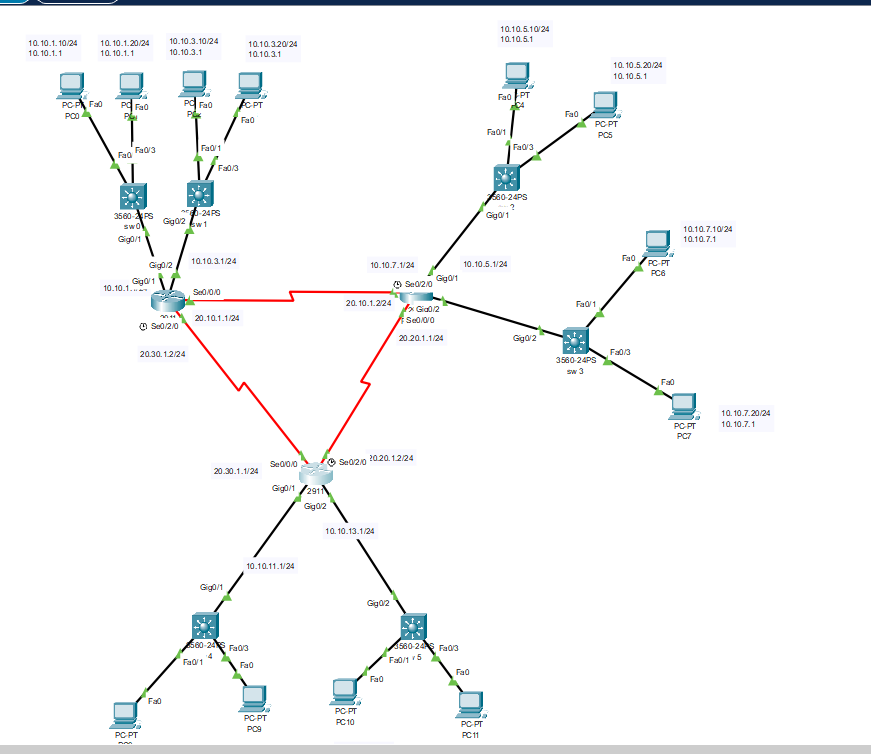 10.10.1.10/24
10.10.1.1
10.10.1.20/24
10.10.1.1
10.10.3.10/24
10.10.3.1
10.10.3.20/24
10.10.3.1
10.10.5.10/24
10.10.5.1
10.10.5.20/24
10.10.5.1
Fa0
PC-PT
PC0
Fa0
Fa0
PC-PT
Fa0
Fa0
Fa0/1
Fa0
PC-PT
PC5
Fa0/3
Fa0/3
Fa0/1
Fa0/3
3560-24PS
sw0
Gig0/1
sw1
Gig0/2
Gig0/1
10.10.7.10/24
10.10.7.1
Fa0
PC-PT
PC6
Gig0/2
Gig0/1
10.10.3.1/24
10.10.7.1/24
10.10.5.1/24
Gig0/1
Se0/2/0
Se0/0/0
20.10.1.1/24
20.10.1.2/24
Gig0/2
Se0/0/0
20.20.1.1/24
Se0/2/0
20.30.1.2/24
Fa0/1
Gig0/2
3560-24PS
sw 3
Fa0/3
Fa0
PC-PT
PC7
10.10.7.20/24
10.10.7.1
20.30.1.1/24
Se0/0/0
Se0/2/0
20.20.1.2/24
Gig0/1
2911
Gig0/2
10.10.13.1/24
10.10.11.1/24
Gig0/1
Gig0/2
3560-24PS
Fa0/1
Fa0/3
Fa0
Fa0
PC-PT
PC-PT
PC9
3560-24PS
Fa0/1
Fa0/3
Fa0
Fa0
PC-PT
PC10
PC-PT
PC11